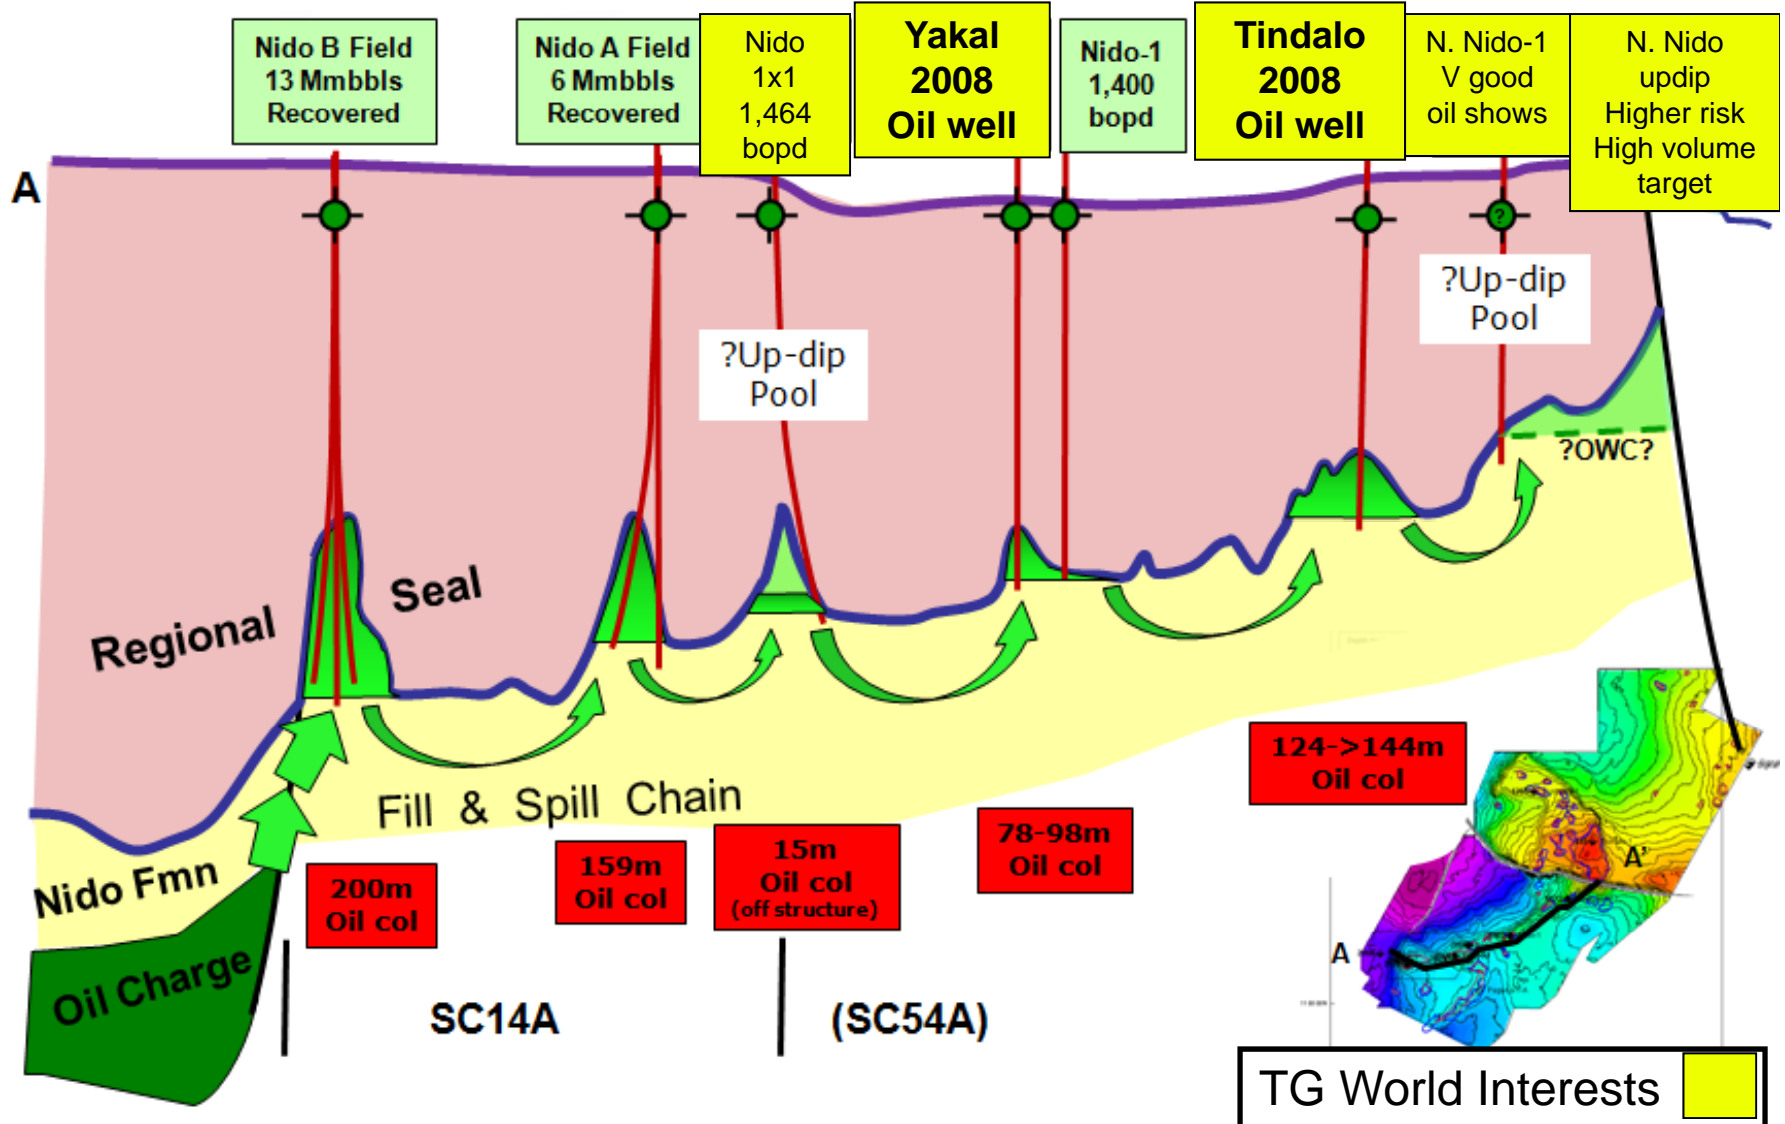 Nido B Field
13 Mmbbls
Recovered
Nido A Field
6 Mmbbls
Recovered
Nido
1x1
1,464
bopd
Yakal
2008
Oil well
Nido-1
1,400
bopd
Tindalo
2008
Oil well
N. Nido-1
V good
oil shows
N. Nido
updip
Higher risk
High volume
target
A
?
?Up-dip
Pool
?Up-dip
Pool
?OWC?
Regional Seal
Fill & Spill Chain
Nido Fmn
Oil Charge
200m
Oil col
159m
Oil col
15m
Oil col
(off structure)
78-98m
Oil col
124->144m
Oil col
SC14A
(SC54A)
A
A'
TG World Interests